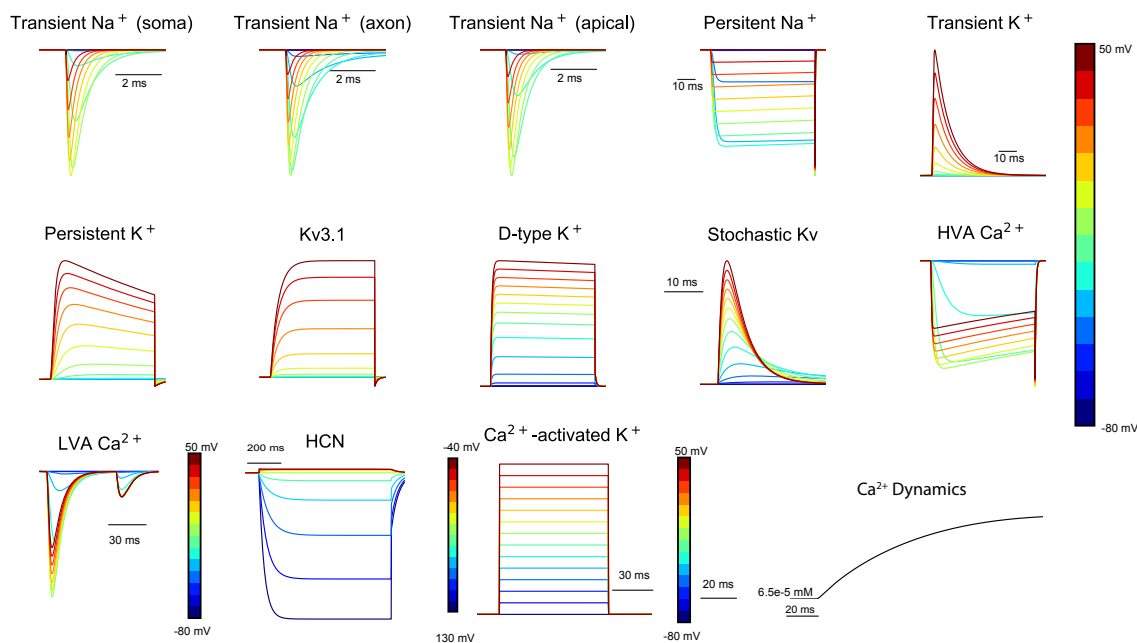 Transient Na+ (soma)
Transient Na+ (axon)
Transient Na+ (apical)
Persitent Na+
Transient K+
2 ms
2 ms
2 ms
10 ms
10 ms
50 mV
-80 mV
Persistent K+
Kv3.1
D-type K+
Stochastic Kv
HVA Ca2+
10 ms
LVA Ca2+
HCN
Ca2+-activated K+
50 mV
200 ms
-40 mV
50 mV
30 ms
30 ms
-80 mV
130 mV
-80 mV
Ca2+ Dynamics
20 ms
6.5e-5 mM
20 ms